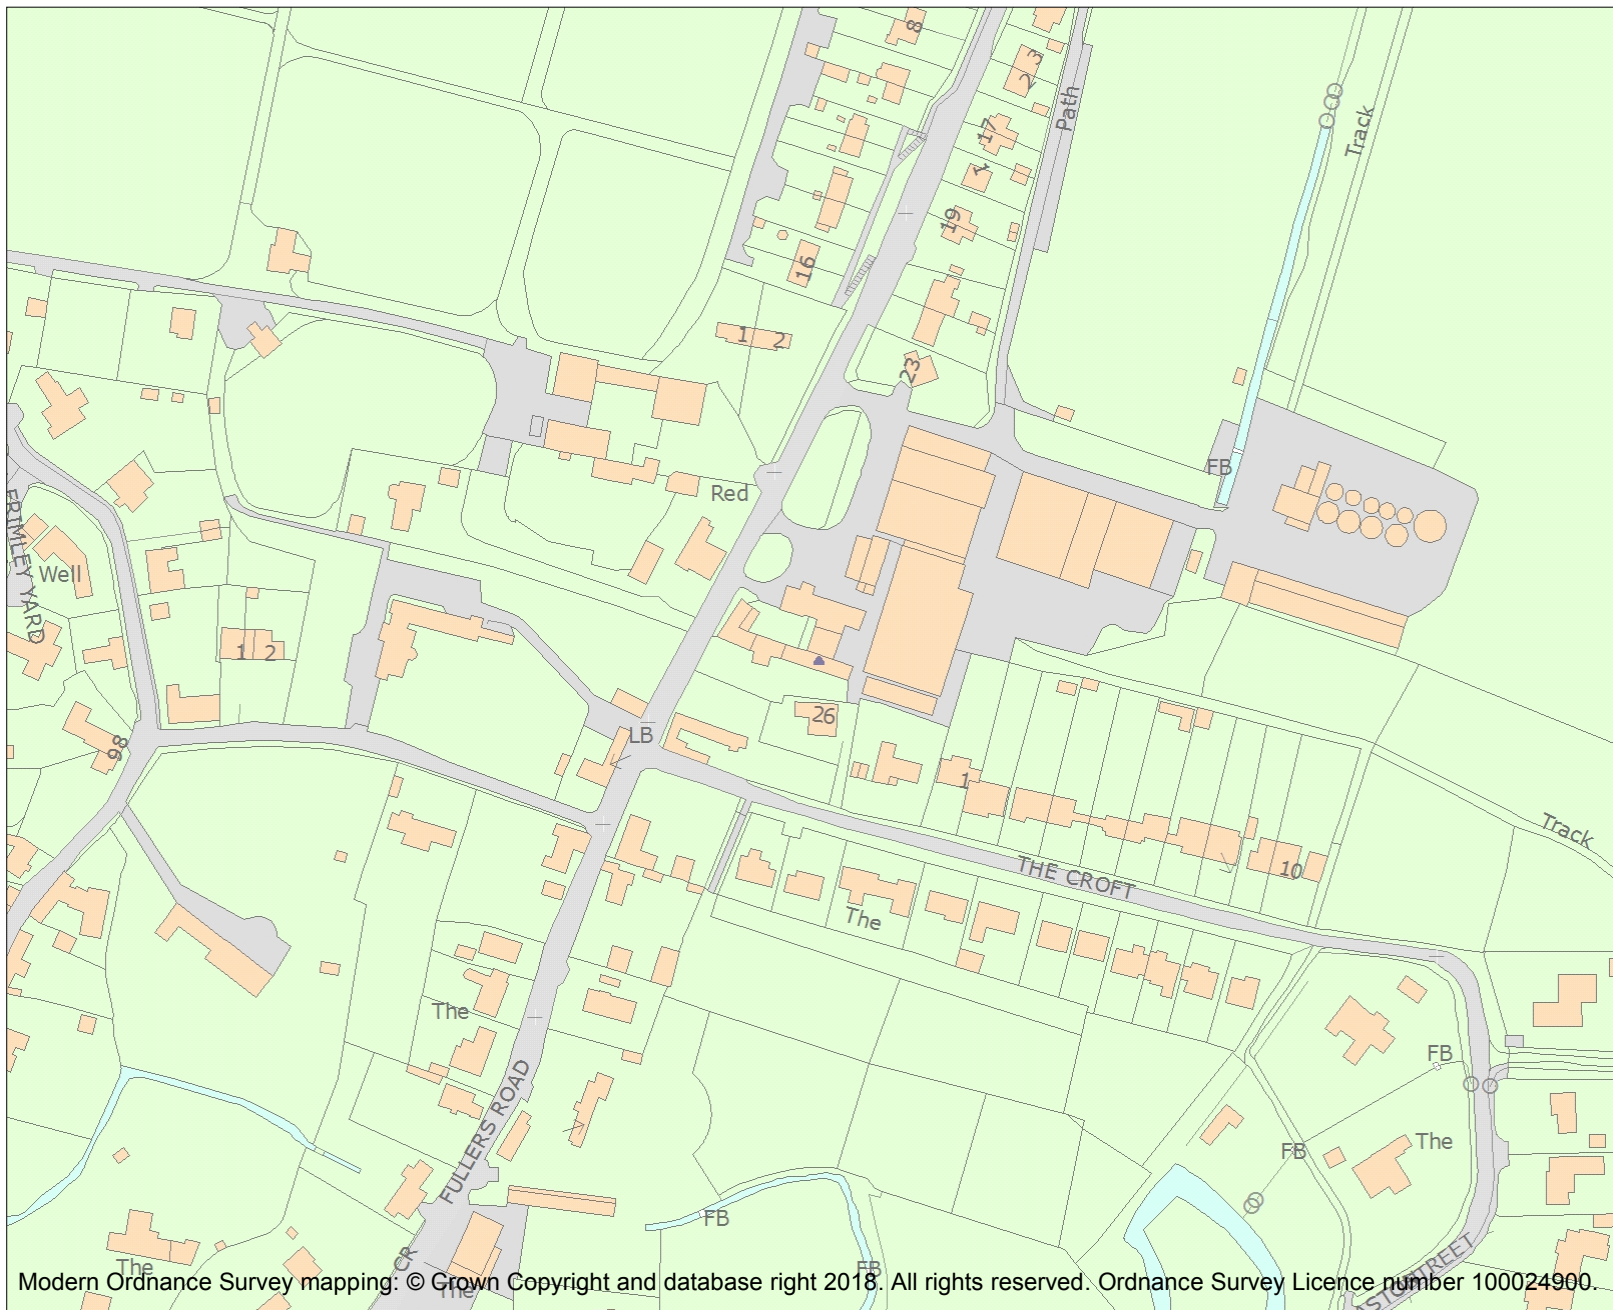 8
3
2
Path
Track
17
1
19
16
1 2
23
FB
Red
FRIMLEY YARD
Well
1 2
26
LB
98
1
Track
THE CROFT
10
The
The
FB
FULLERS ROAD
The
FB
FB
The
CR
The
FB
STREET
Modern Ordnance Survey mapping: © Crown Copyright and database right 2018. All rights reserved. Ordnance Survey Licence number 100024900.